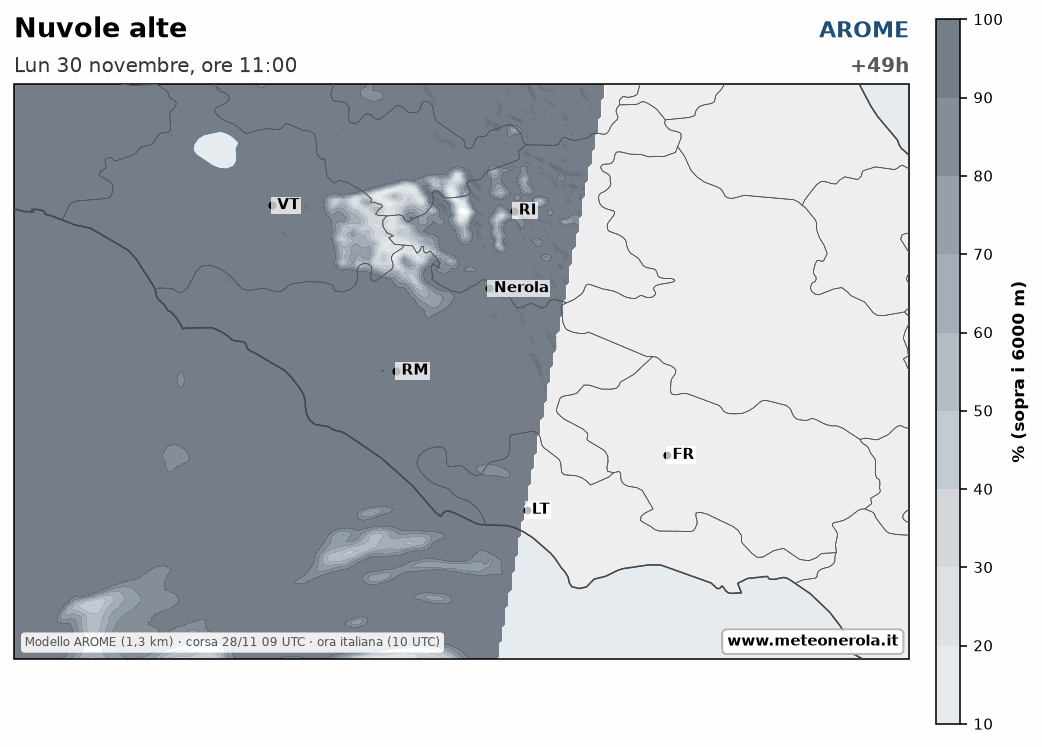 Nuvole alte
AROME
Lun 30 novembre, ore 11:00
+49h
100
90
80
70
60
50
40
30
20
10
% (sopra i 6000 m)
VT
RI
Nerola
RM
FR
LT
Modello AROME (1,3 km) · corsa 28/11 09 UTC · ora italiana (10 UTC)
www.meteonerola.it